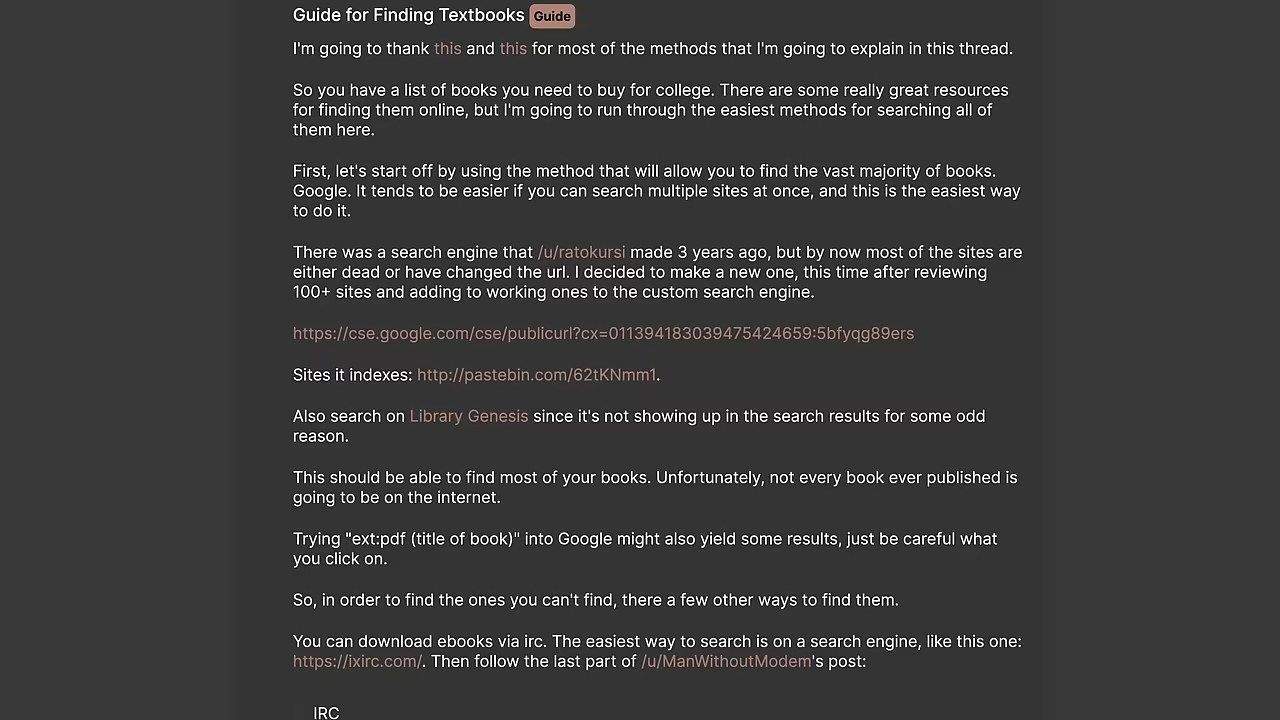 Guide for Finding Textbooks Guide
I'm going to thank this and this for most of the methods that I'm going to explain in this thread.
So you have a list of books you need to buy for college. There are some really great resources
for finding them online, but I'm going to run through the easiest methods for searching all of
them here.
First, let's start off by using the method that will allow you to find the vast majority of books.
Google. It tends to be easier if you can search multiple sites at once, and this is the easiest way
to do it.
There was a search engine that /u/ratokursi made 3 years ago, but by now most of the sites are
either dead or have changed the url. I decided to make a new one, this time after reviewing
100+ sites and adding to working ones to the custom search engine.
https://cse.google.com/cse/publicurl?cx=011394183039475424659:5bfyqg89ers
Sites it indexes: http://pastebin.com/62tKNmm1.
Also search on Library Genesis since it's not showing up in the search results for some odd
reason.
This should be able to find most of your books. Unfortunately, not every book ever published is
going to be on the internet.
Trying "ext:pdf (title of book)" into Google might also yield some results, just be careful what
you click on.
So, in order to find the ones you can't find, there a few other ways to find them.
You can download ebooks via irc. The easiest way to search is on a search engine, like this one:
https://ixirc.com/. Then follow the last part of /u/ManWithoutModem's post:
IRC